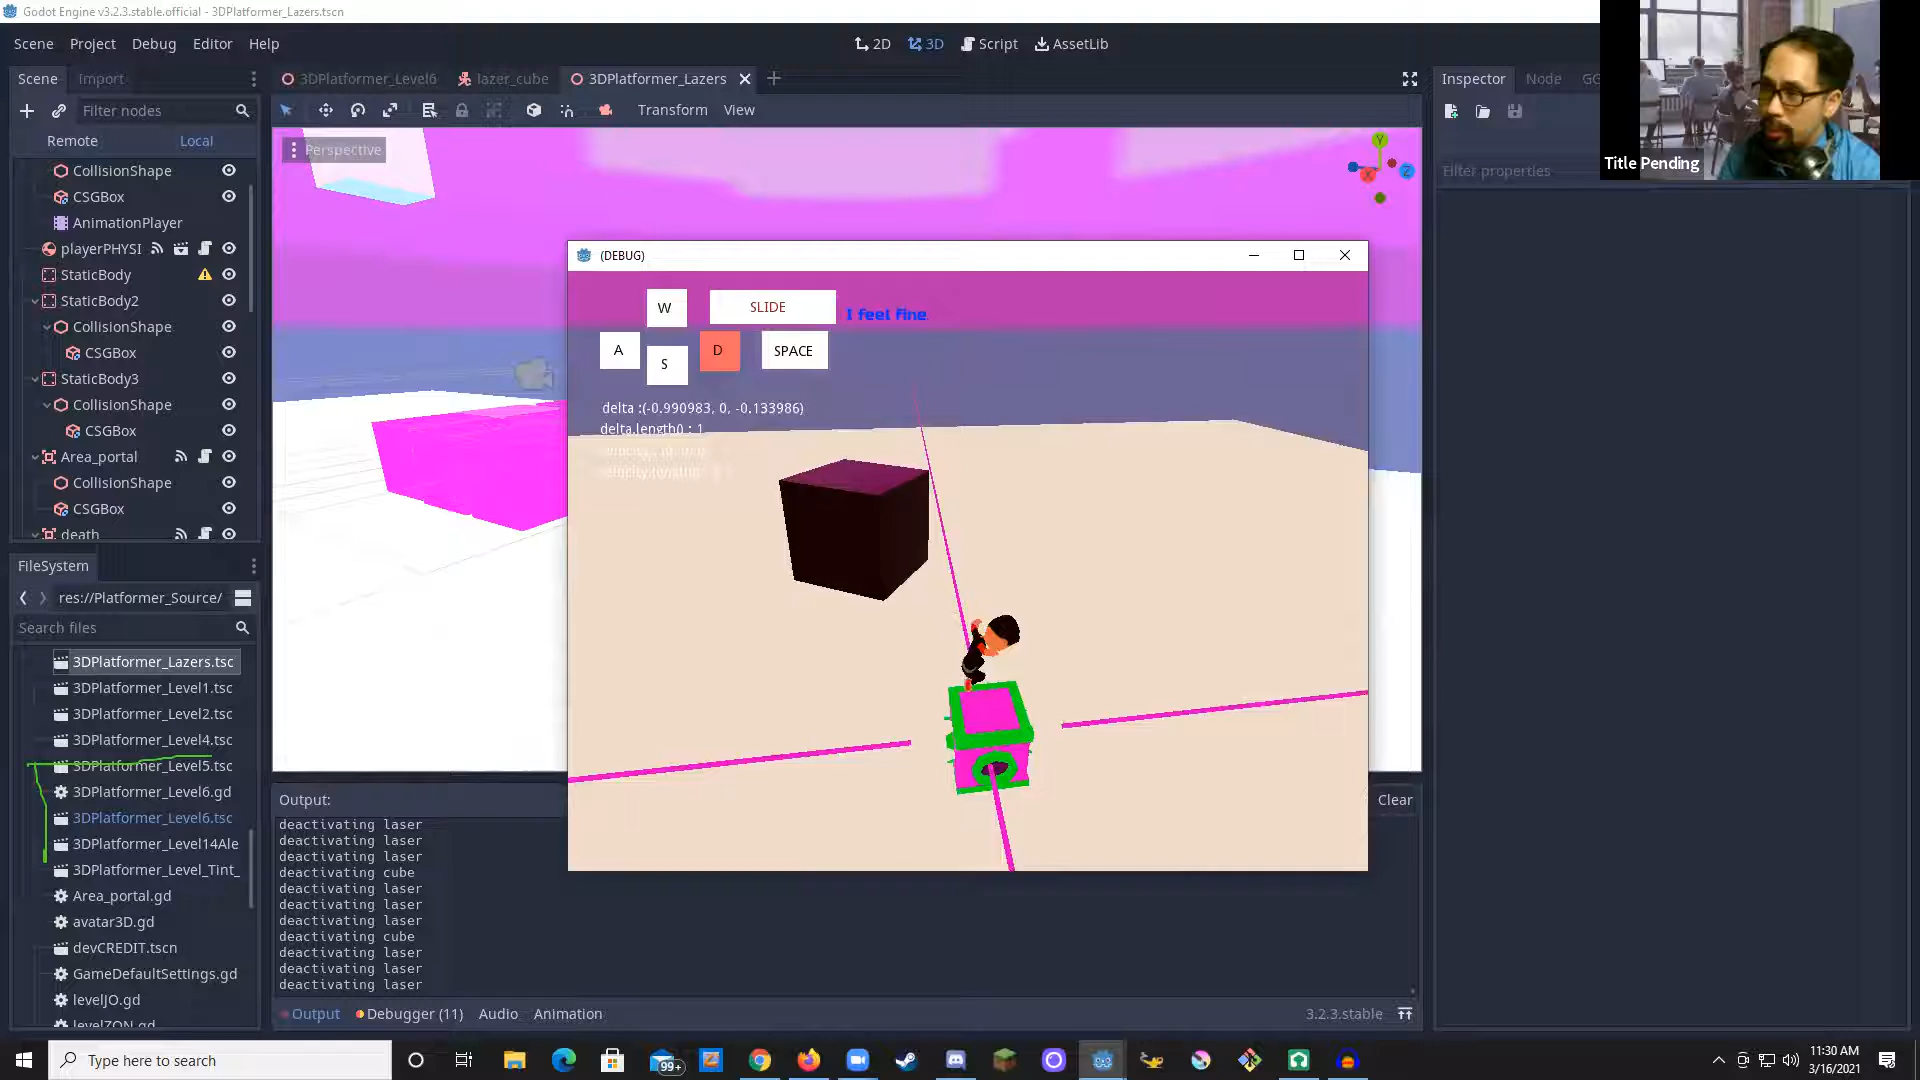 Godot Engine v3.2.3.stable.official - 3DPlatformer_Lazers.tscn
Scene Project Debug Editor Help
2D 3D Script AssetLib
Scene Import
3DPlatformer_Level6 lazer_cube 3DPlatformer_Lazers
Inspector Node
Filter nodes
Transform View
Remote Local
Perspective
Y
X
Z
Filter properties
Title Pending
CollisionShape
CSGBox
AnimationPlayer
playerPHYSI
StaticBody
StaticBody2
CollisionShape
CSGBox
StaticBody3
CollisionShape
CSGBox
Area_portal
CollisionShape
CSGBox
death
(DEBUG)
W SLIDE I feel fine.
A S D SPACE
delta :(-0.990983, 0, -0.133986)
delta.length() : 1
FileSystem
res://Platformer_Source/
Search files
3DPlatformer_Lazers.tsc
3DPlatformer_Level1.tsc
3DPlatformer_Level2.tsc
3DPlatformer_Level4.tsc
3DPlatformer_Level5.tsc
3DPlatformer_Level6.gd
3DPlatformer_Level6.tsc
3DPlatformer_Level14Ale
3DPlatformer_Level_Tint_
Area_portal.gd
avatar3D.gd
devCREDIT.tscn
GameDefaultSettings.gd
levelJO.gd
levelZON.gd
Output: Clear
deactivating laser
deactivating laser
deactivating laser
deactivating cube
deactivating laser
deactivating laser
deactivating laser
deactivating cube
deactivating laser
deactivating laser
deactivating laser
Output Debugger (11) Audio Animation 3.2.3.stable
Type here to search
99+
11:30 AM
3/16/2021